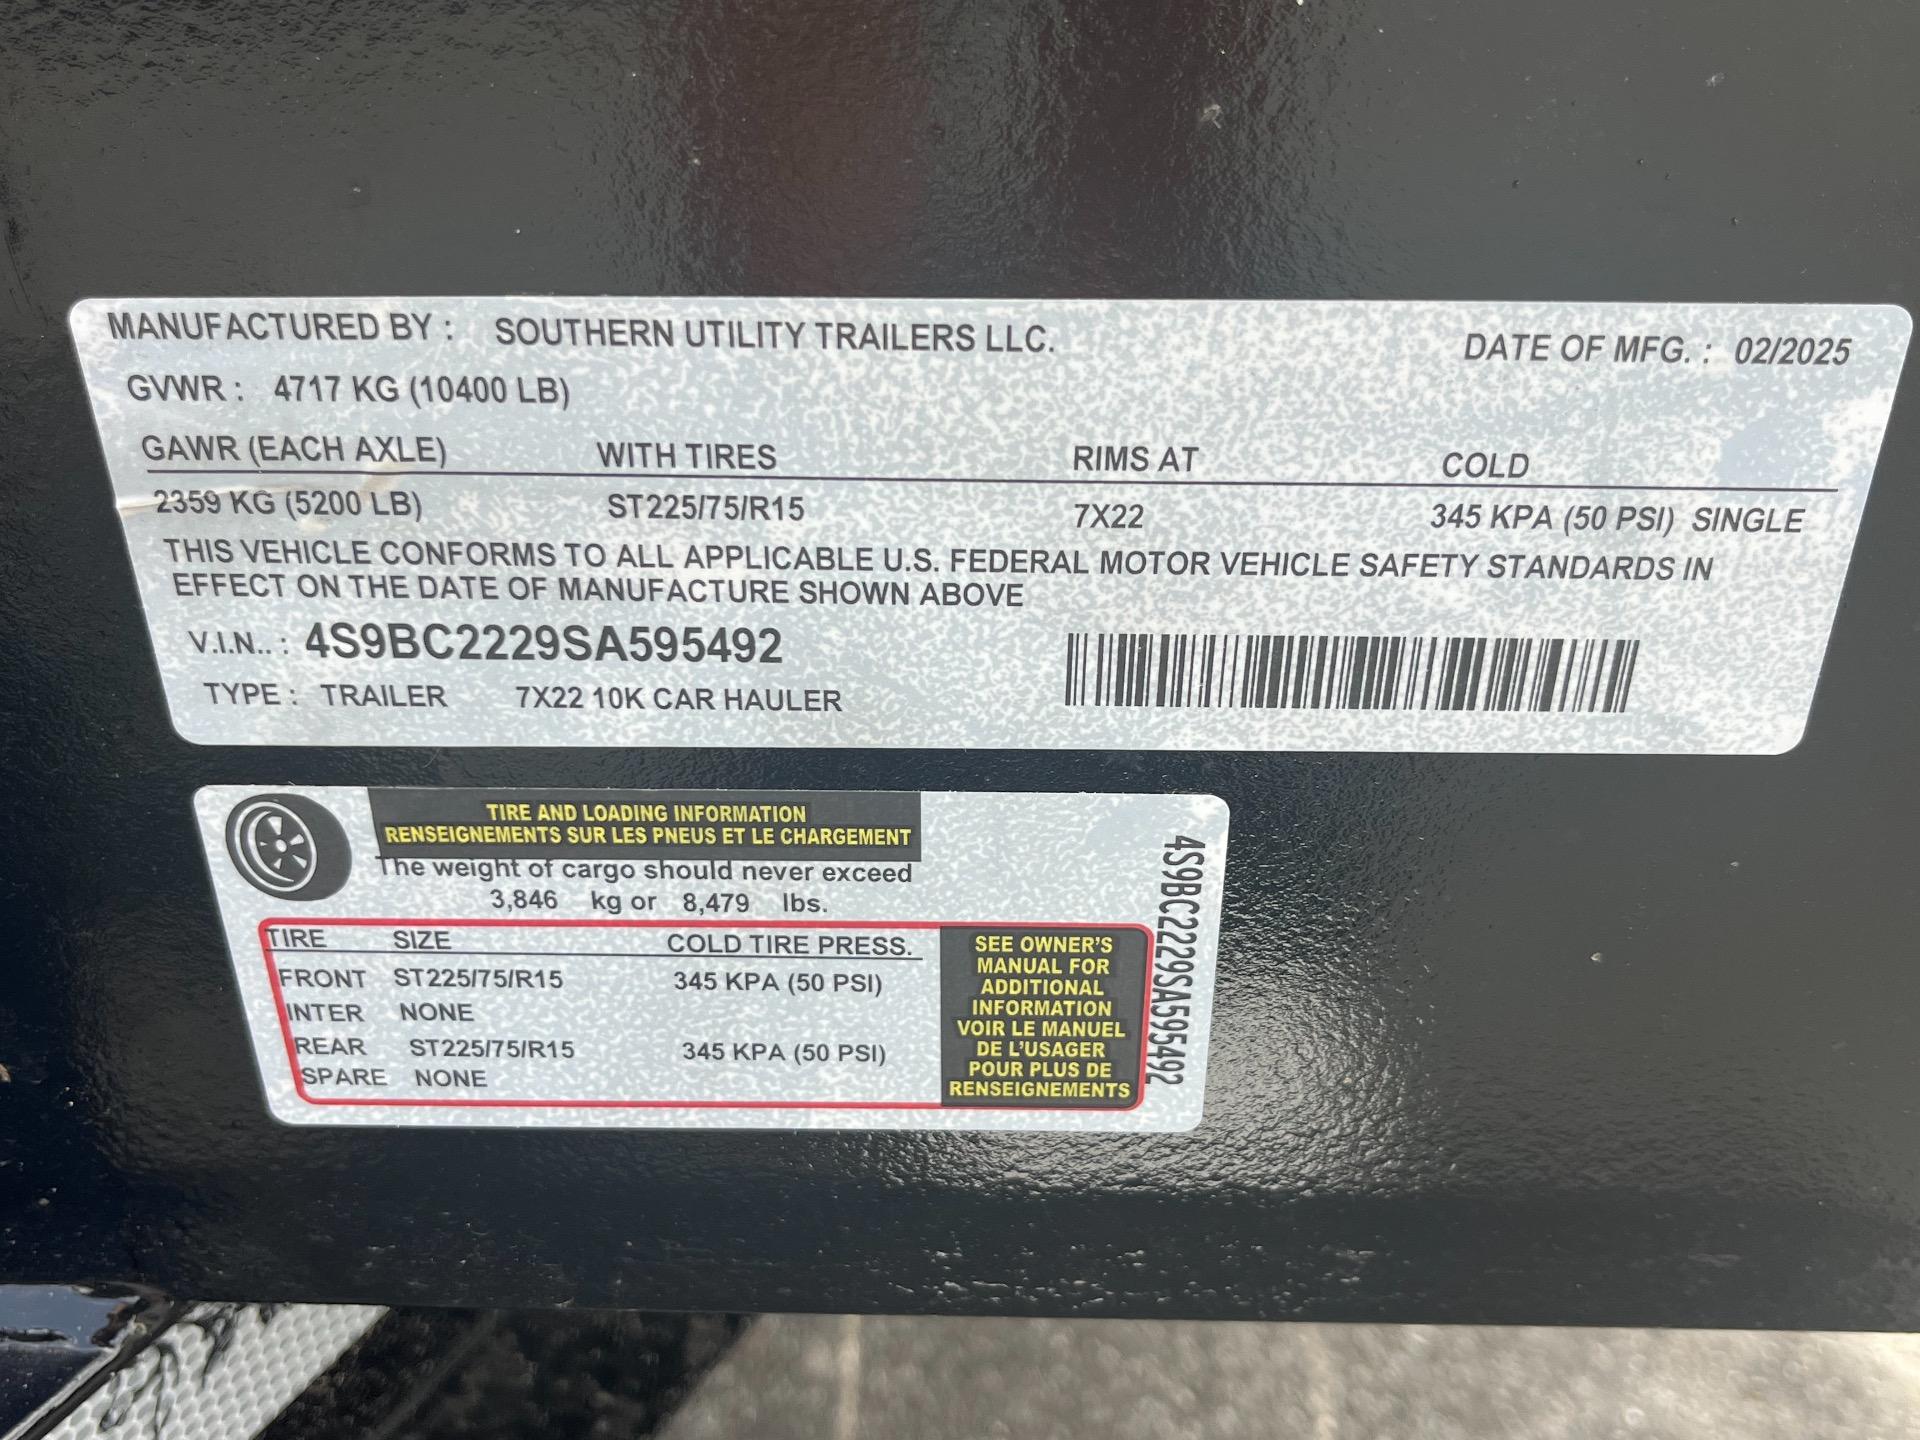 MANUFACTURED BY : SOUTHERN UTILITY TRAILERS LLC. DATE OF MFG. : 02/2025
GVWR : 4717 KG (10400 LB)
GAWR (EACH AXLE) WITH TIRES RIMS AT COLD
2359 KG (5200 LB) ST225/75/R15 7X22 345 KPA (50 PSI) SINGLE
THIS VEHICLE CONFORMS TO ALL APPLICABLE U.S. FEDERAL MOTOR VEHICLE SAFETY STANDARDS IN
EFFECT ON THE DATE OF MANUFACTURE SHOWN ABOVE
V.I.N.. : 4S9BC2229SA595492
TYPE : TRAILER 7X22 10K CAR HAULER
TIRE AND LOADING INFORMATION
RENSEIGNEMENTS SUR LES PNEUS ET LE CHARGEMENT
The weight of cargo should never exceed
3,846 kg or 8,479 lbs.
TIRE SIZE COLD TIRE PRESS.
FRONT ST225/75/R15 345 KPA (50 PSI)
INTER NONE
REAR ST225/75/R15 345 KPA (50 PSI)
SPARE NONE
SEE OWNER'S
MANUAL FOR
ADDITIONAL
INFORMATION
VOIR LE MANUEL
DE L'USAGER
POUR PLUS DE
RENSEIGNEMENTS
4S9BC2229SA595492